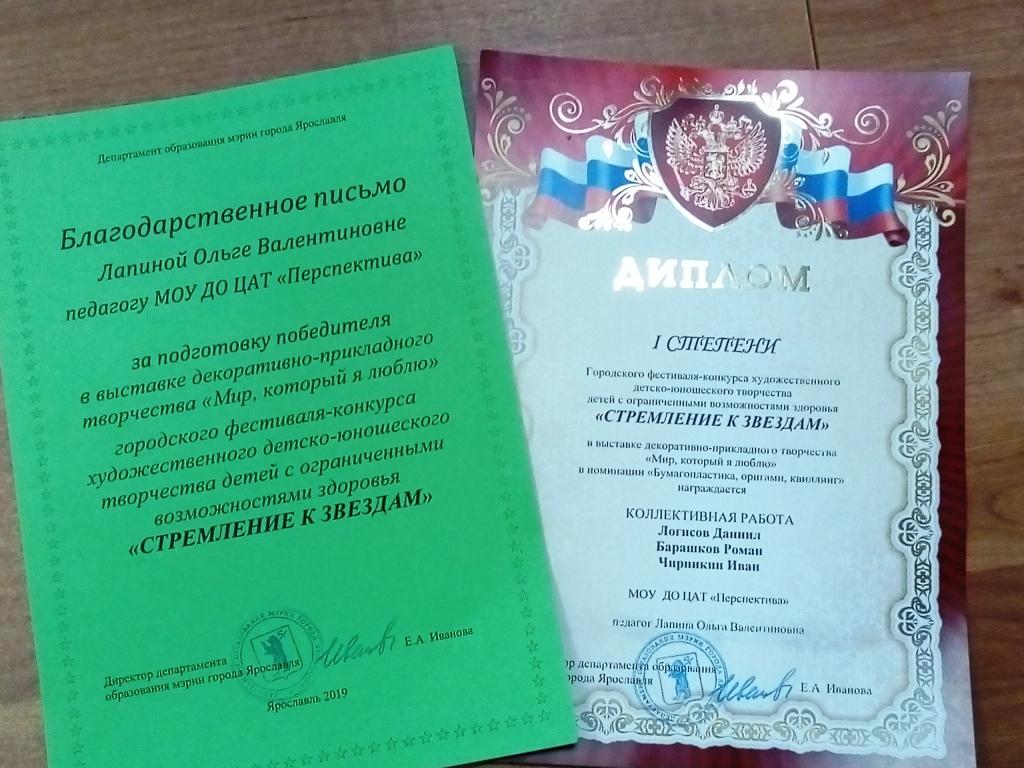 Департамент образования мэрии города Ярославля
Благодарственное письмо
Лапиной Ольге Валентиновне
педагогу МОУ ДО ЦАТ «Перспектива»
за подготовку победителя
в выставке декоративно-прикладного
творчества «Мир, который я люблю»
городского фестиваля-конкурса
художественного детско-юношеского
творчества детей с ограниченными
возможностями здоровья
«СТРЕМЛЕНИЕ К ЗВЕЗДАМ»
Директор департамента
образования мэрии города Ярославля
Е.А. Иванова
Ярославль 2019
ДИПЛОМ
I СТЕПЕНИ
Городского фестиваля-конкурса художественного
детско-юношеского творчества
детей с ограниченными возможностями здоровья
«СТРЕМЛЕНИЕ К ЗВЕЗДАМ»
в выставке декоративно-прикладного творчества
«Мир, который я люблю»
в номинации «Бумагопластика, оригами, квиллинг»
награждается
КОЛЛЕКТИВНАЯ РАБОТА
Логисов Даниил
Барашков Роман
Чирикин Иван
МОУ ДО ЦАТ «Перспектива»
педагог Лапина Ольга Валентиновна
ор департамента образования
орода Ярославля
Е.А. Иванова